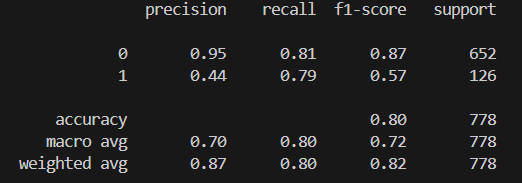 precision recall f1-score support
0 0.95 0.81 0.87 652
1 0.44 0.79 0.57 126
accuracy 0.80 778
macro avg 0.70 0.80 0.72 778
weighted avg 0.87 0.80 0.82 778